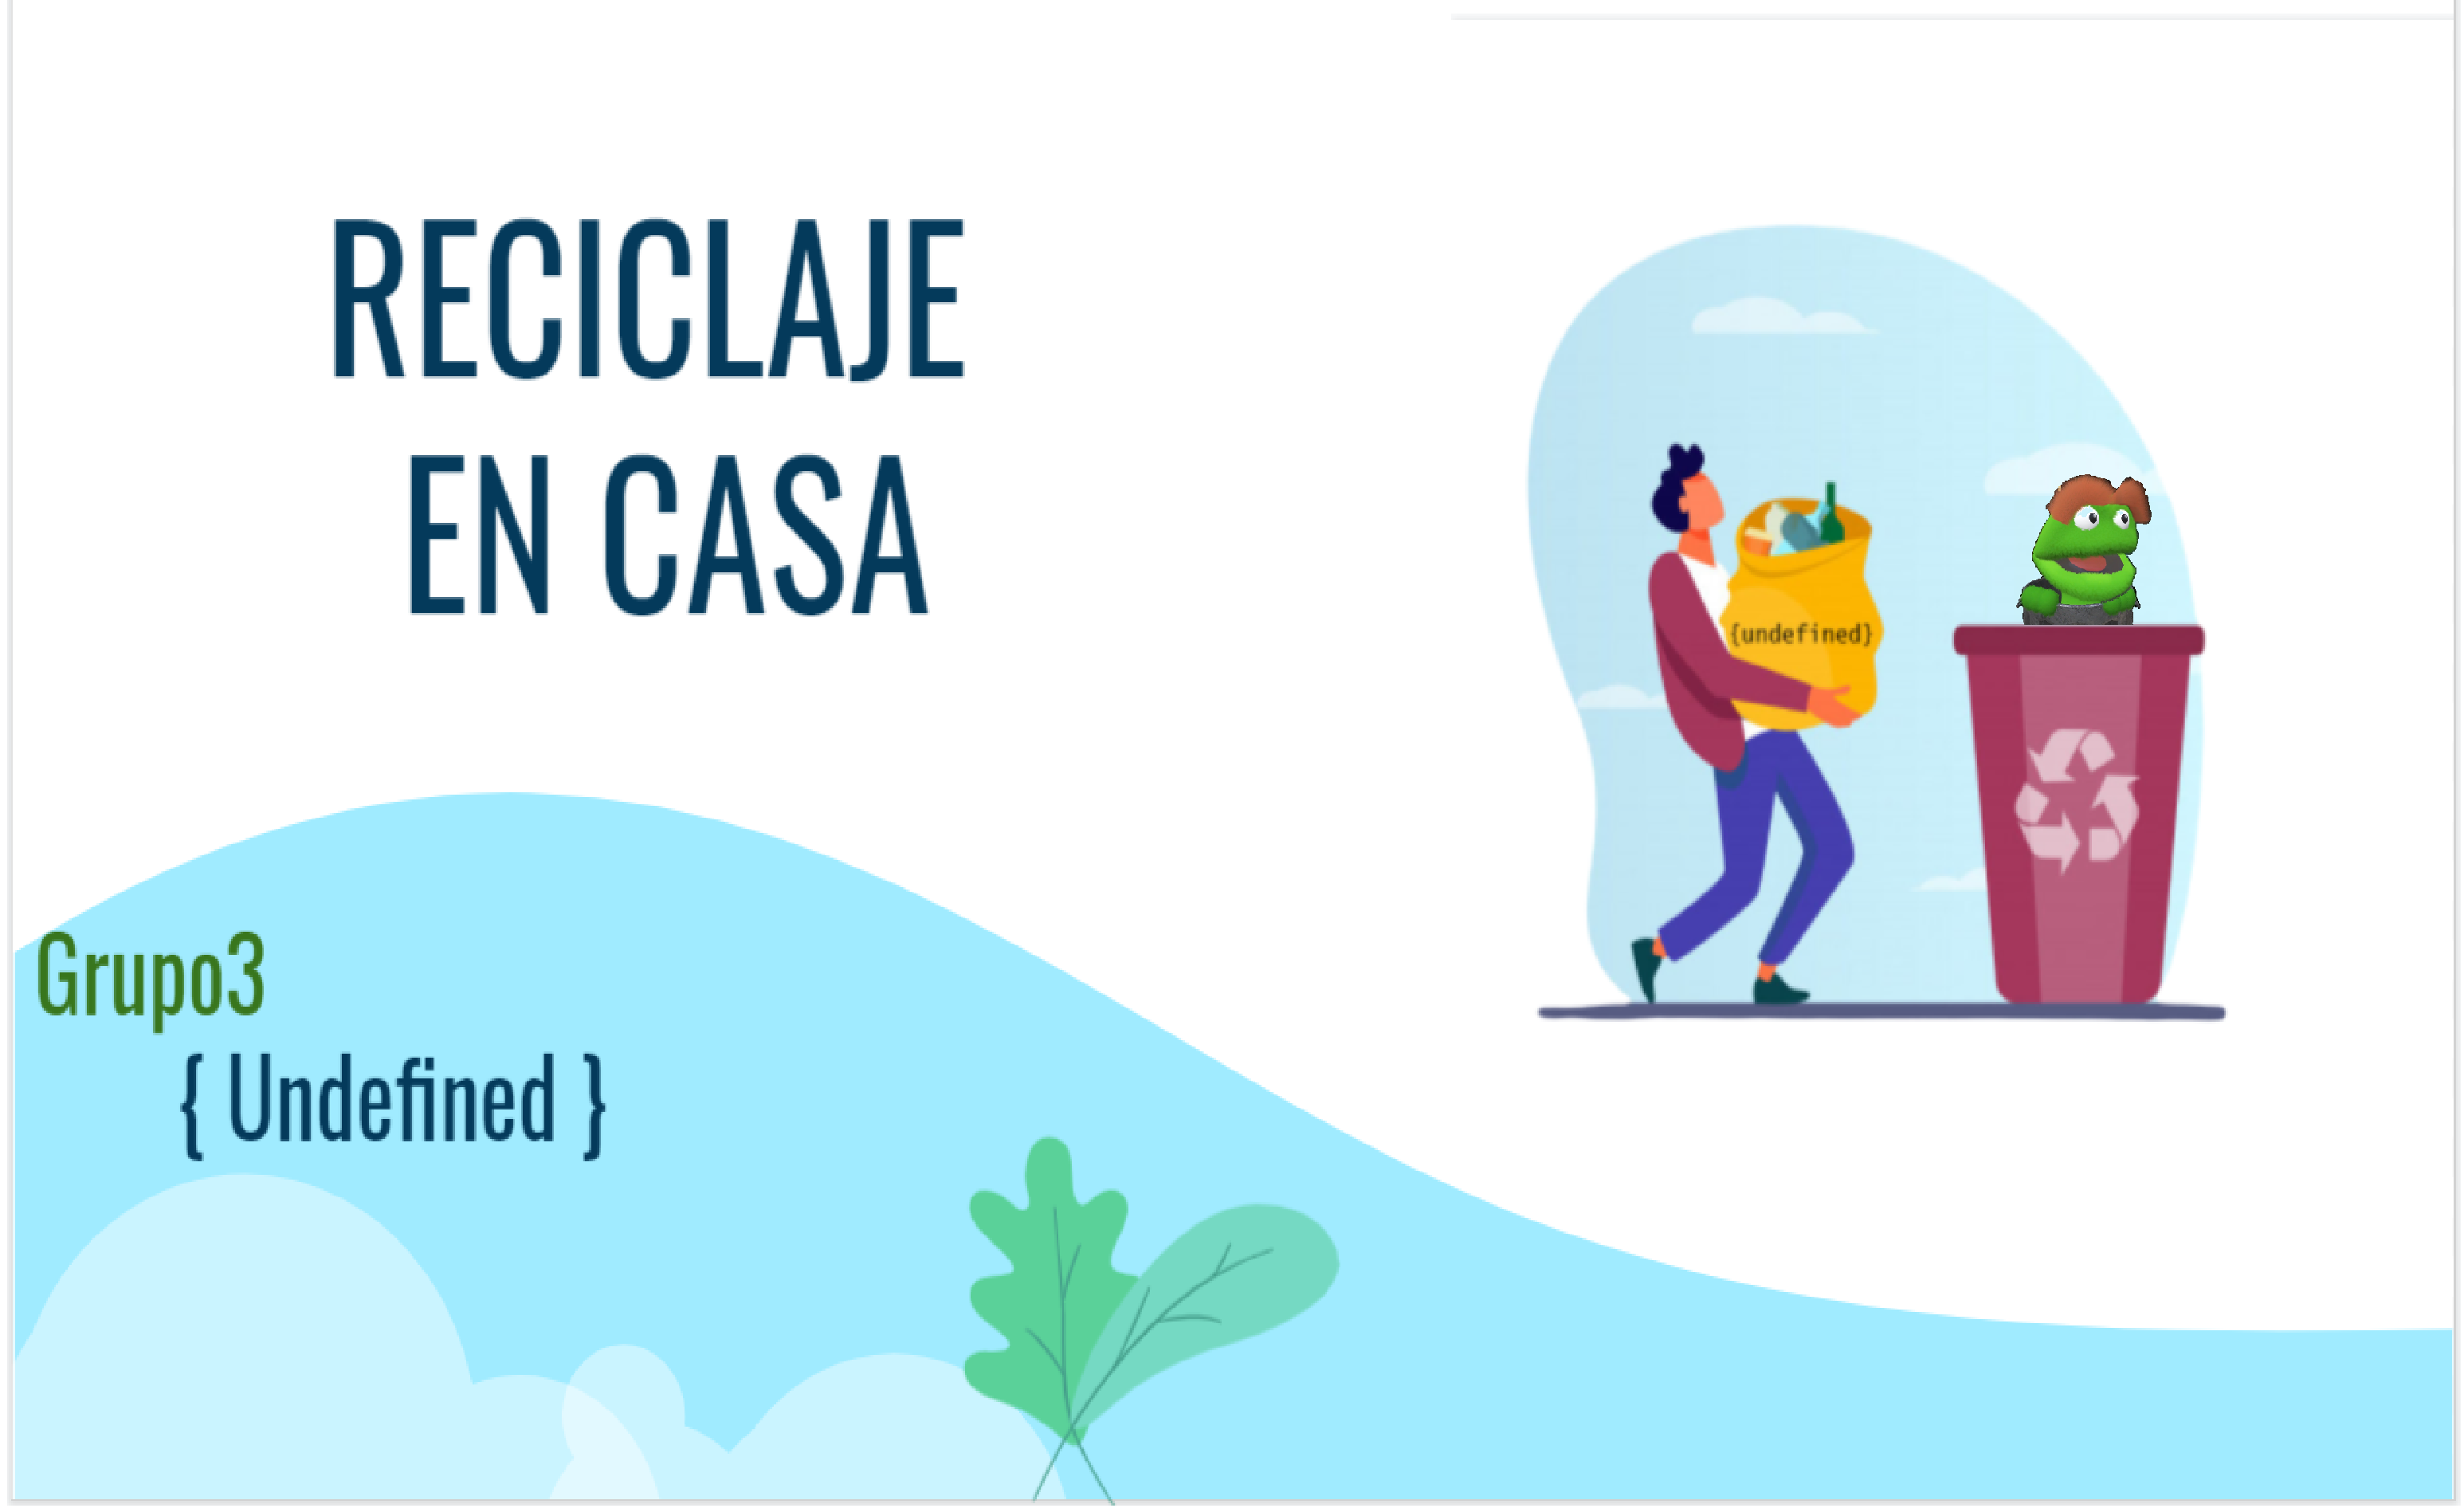 RECICLAJE
EN CASA
{undefined}
Grupo3
{ Undefined }